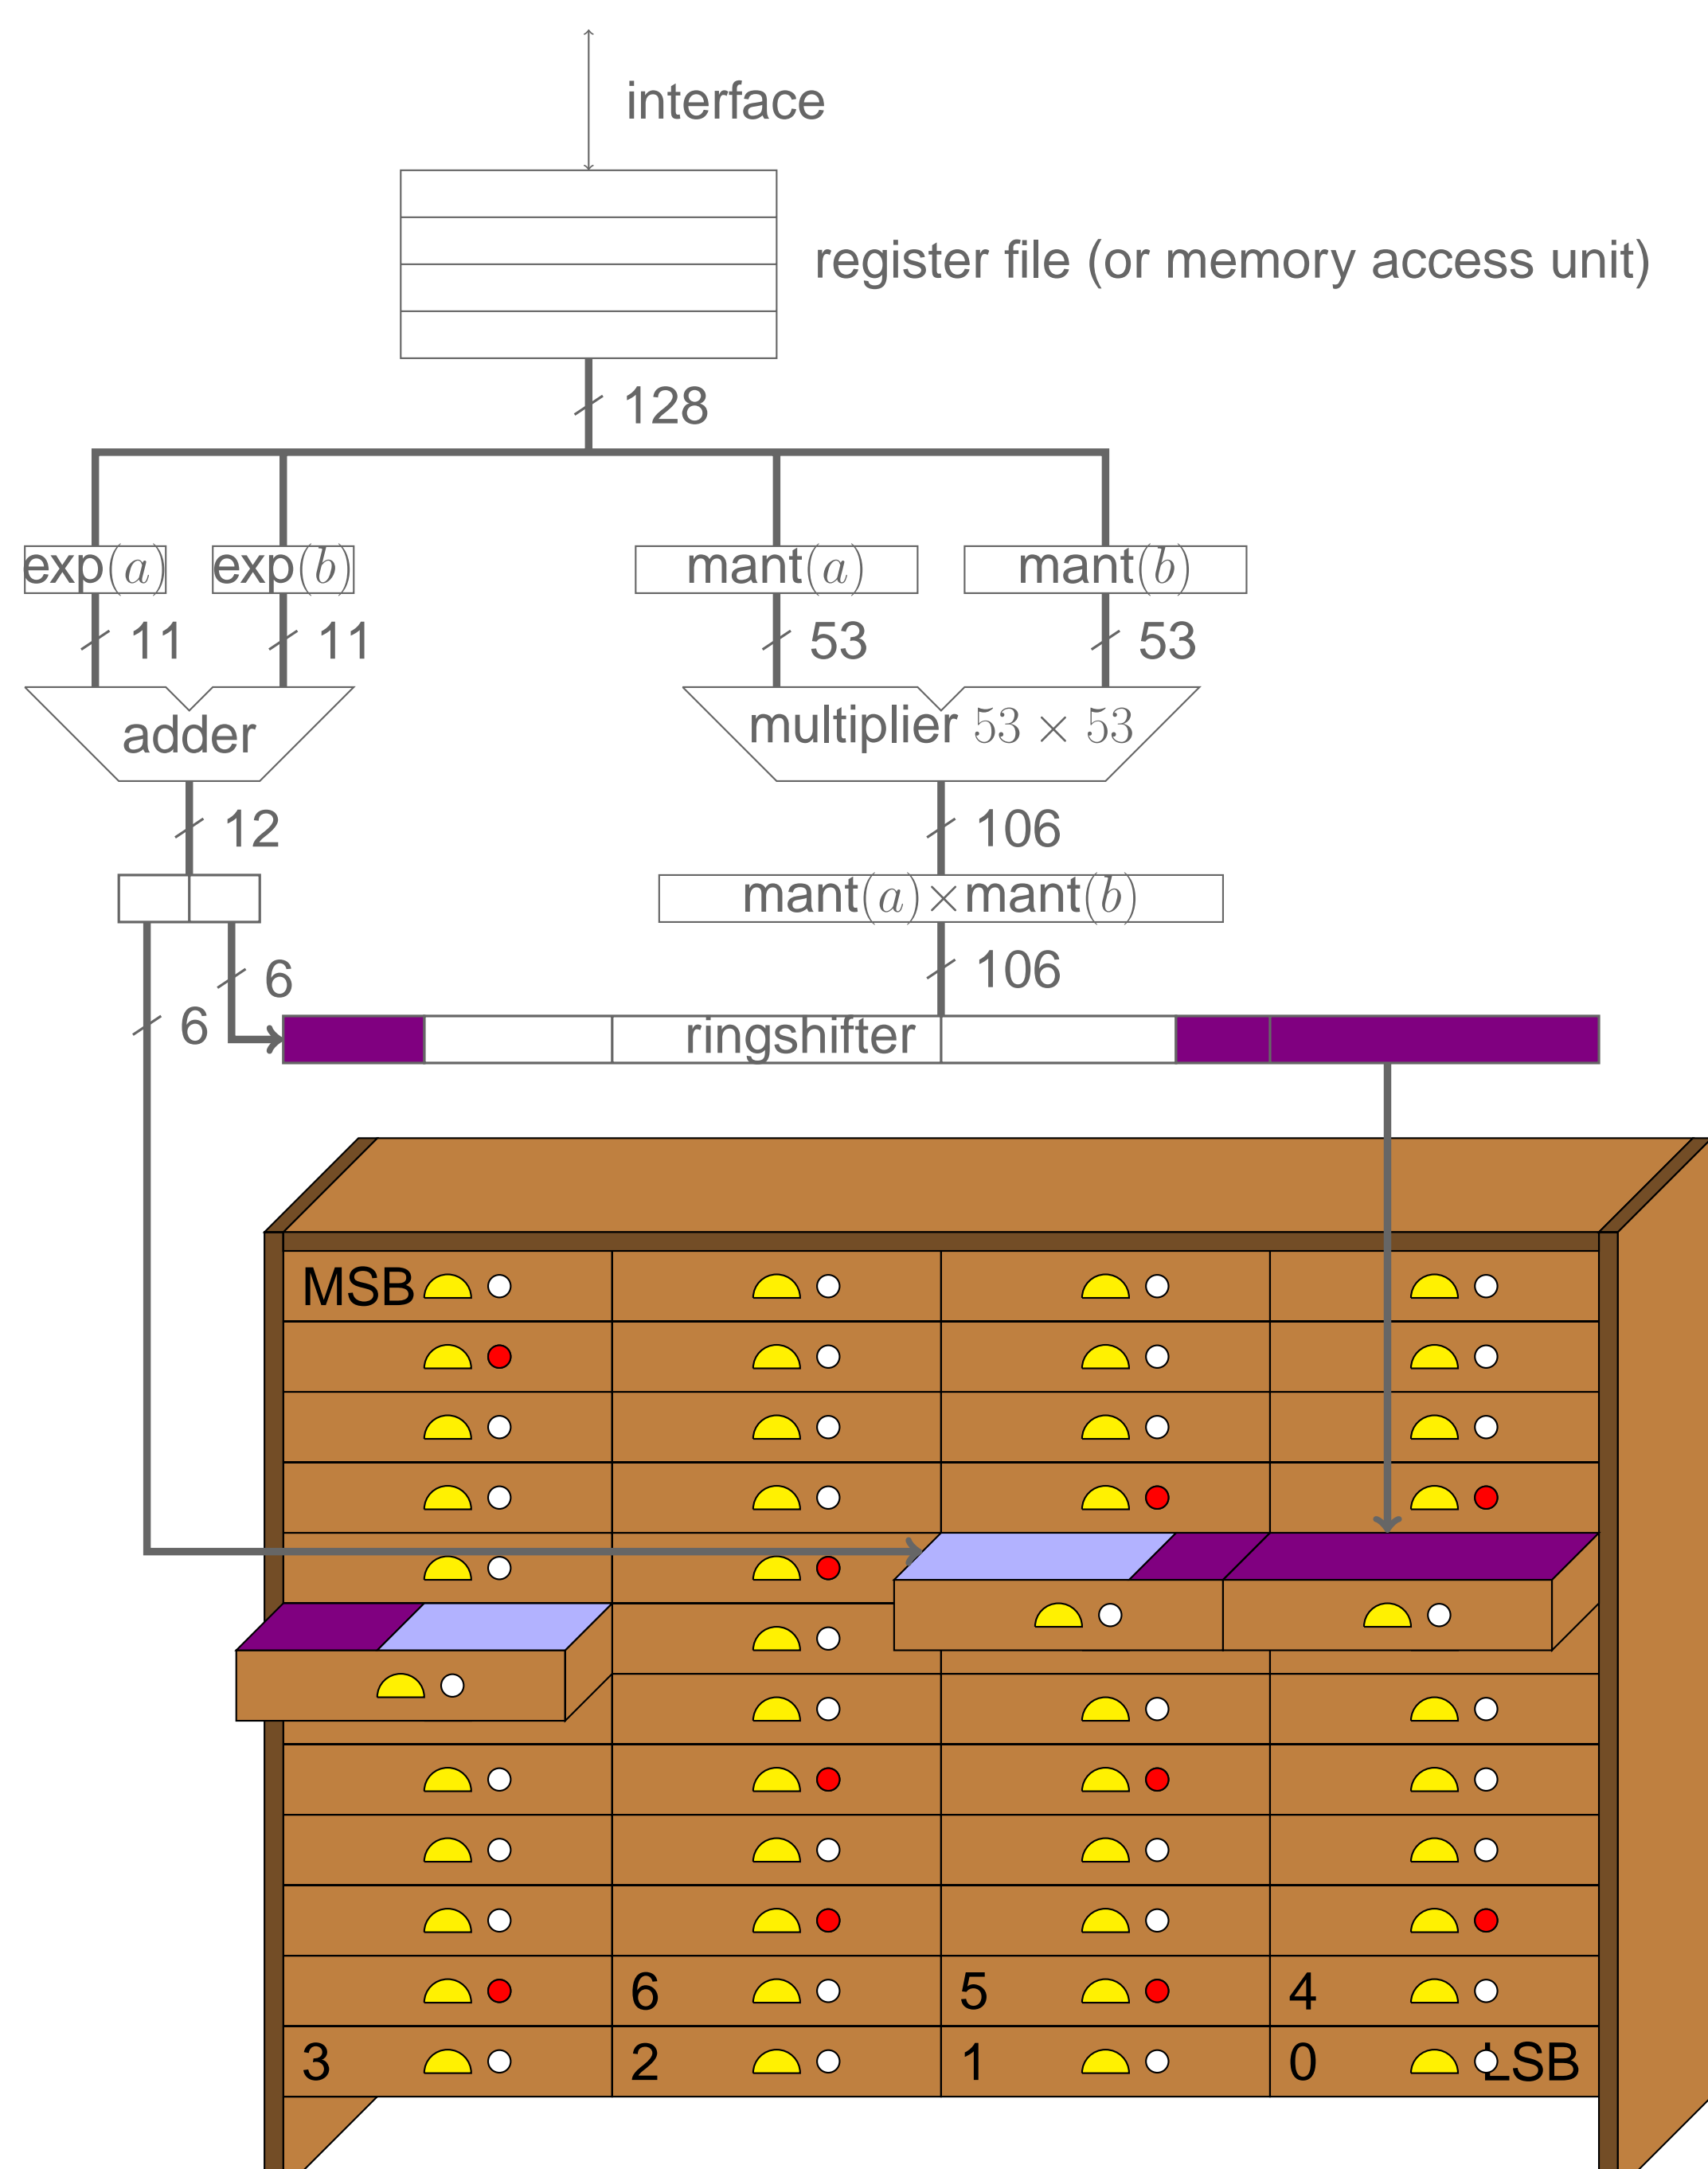 interface
register file (or memory access unit)
128
exp(a) exp(b) mant(a) mant(b)
11 11 53 53
adder multiplier 53 × 53
12 106
mant(a)×mant(b)
6 106
6
ringshifter
MSB
6 5 4
3 2 1 0 LSB